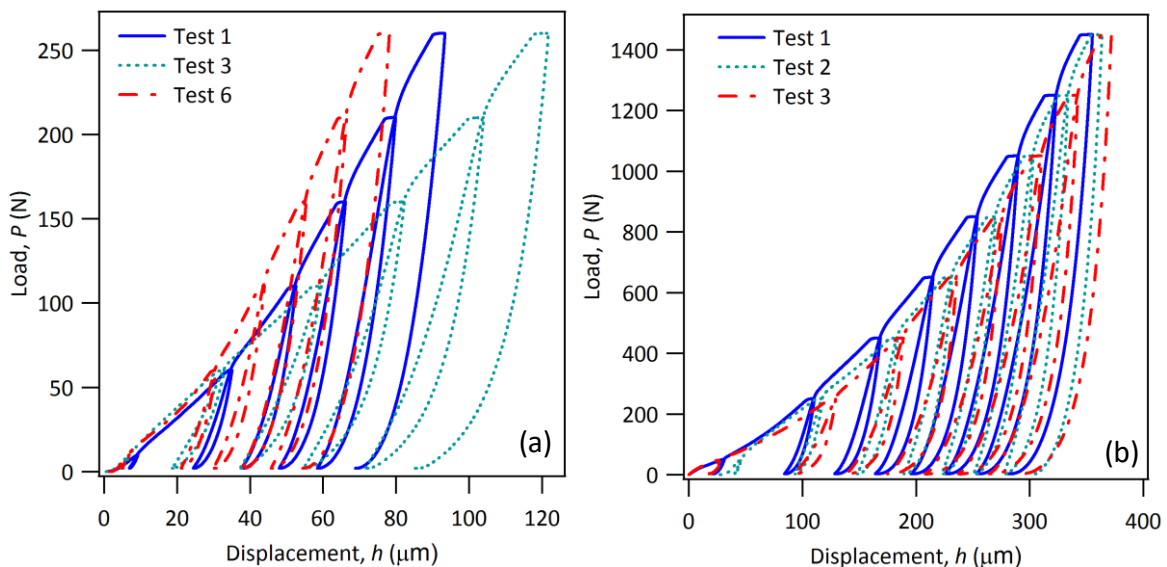 250
200
150
100
50
0
Load, P (N)
Test 1
Test 3
Test 6
(a)
0
20
40
60
80
100
120
Displacement, h (μm)
1400
1200
1000
800
600
400
200
0
Load, P (N)
Test 1
Test 2
Test 3
(b)
0
100
200
300
400
Displacement, h (μm)